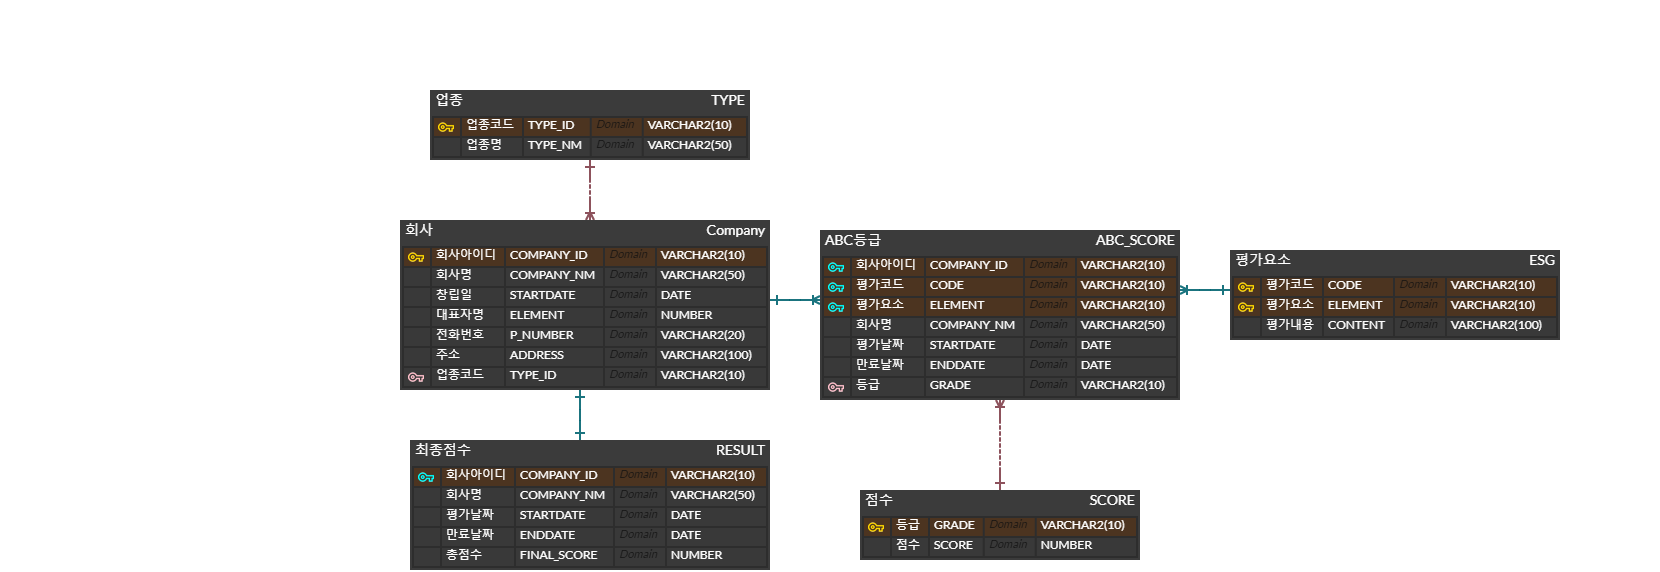 업종 TYPE
업종코드 TYPE_ID Domain VARCHAR2(10)
업종명 TYPE_NM Domain VARCHAR2(50)
회사 Company
회사아이디 COMPANY_ID Domain VARCHAR2(10)
회사명 COMPANY_NM Domain VARCHAR2(50)
창립일 STARTDATE Domain DATE
대표자명 ELEMENT Domain NUMBER
전화번호 P_NUMBER Domain VARCHAR2(20)
주소 ADDRESS Domain VARCHAR2(100)
업종코드 TYPE_ID Domain VARCHAR2(10)
ABC등급 ABC_SCORE
회사아이디 COMPANY_ID Domain VARCHAR2(10)
평가코드 CODE Domain VARCHAR2(10)
평가요소 ELEMENT Domain VARCHAR2(10)
회사명 COMPANY_NM Domain VARCHAR2(50)
평가날짜 STARTDATE Domain DATE
만료날짜 ENDDATE Domain DATE
등급 GRADE Domain VARCHAR2(10)
평가요소 ESG
평가코드 CODE Domain VARCHAR2(10)
평가요소 ELEMENT Domain VARCHAR2(10)
평가내용 CONTENT Domain VARCHAR2(100)
최종점수 RESULT
회사아이디 COMPANY_ID Domain VARCHAR2(10)
회사명 COMPANY_NM Domain VARCHAR2(50)
평가날짜 STARTDATE Domain DATE
만료날짜 ENDDATE Domain DATE
총점수 FINAL_SCORE Domain NUMBER
점수 SCORE
등급 GRADE Domain VARCHAR2(10)
점수 SCORE Domain NUMBER